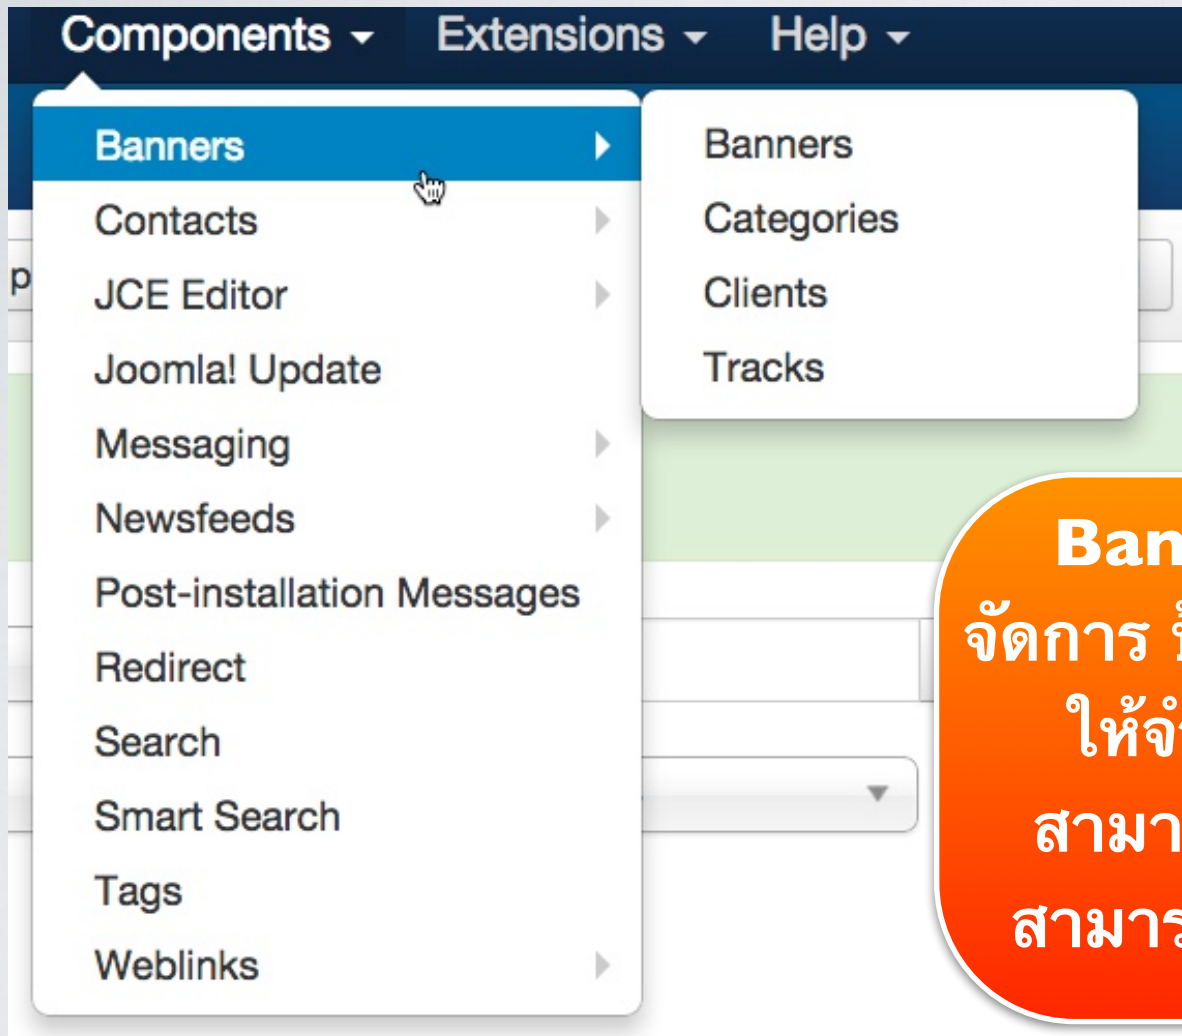 Components Extensions Help
Banners
Contacts
JCE Editor
Joomla! Update
Messaging
Newsfeeds
Post-installation Messages
Redirect
Search
Smart Search
Tags
Weblinks
Banners
Categories
Clients
Tracks
p
Ban
จัดการ
ให้
สามา
สามาร